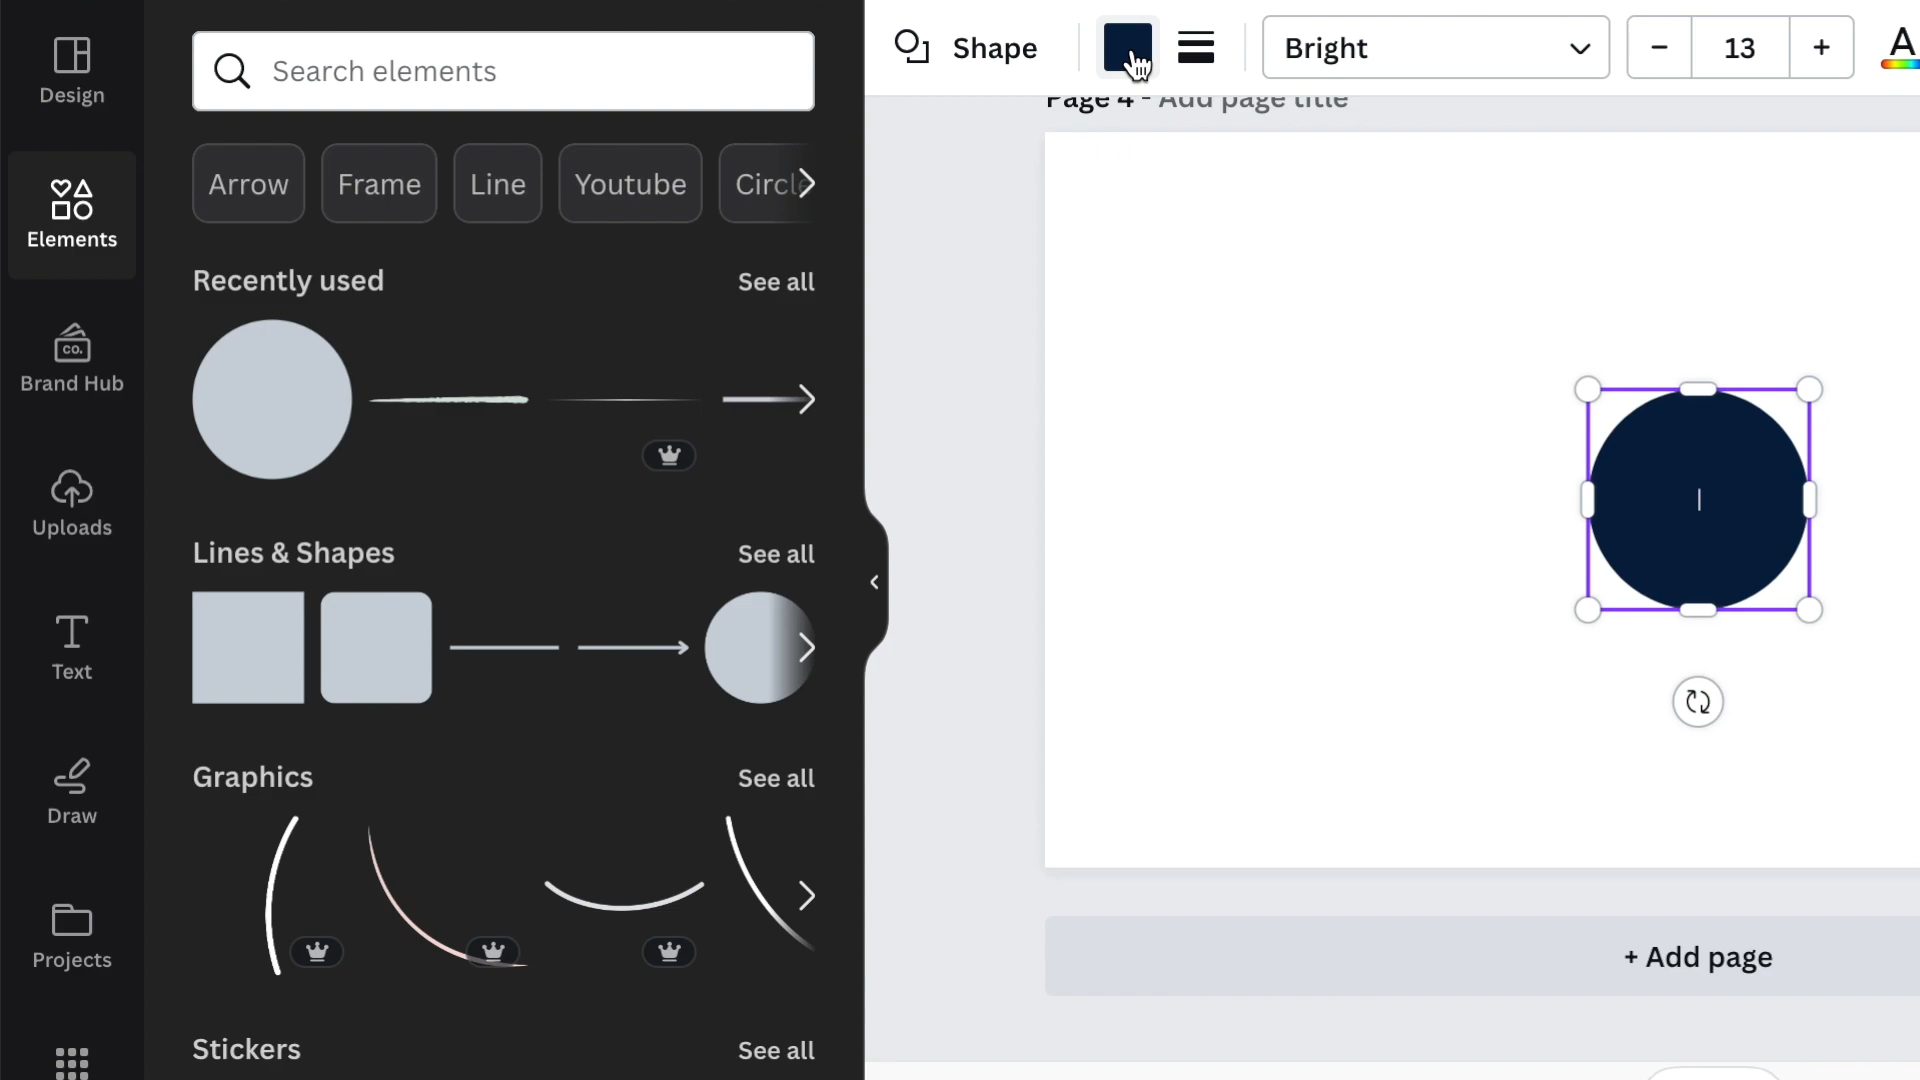 Design
Elements
CO.
Brand Hub
Uploads
Text
Draw
Projects
Search elements
Arrow
Frame
Line
Youtube
Circle
Recently used
See all
Lines & Shapes
See all
Graphics
See all
Stickers
See all
Shape
Bright
− 13 +
A
Page 4 - Add page title
+ Add page